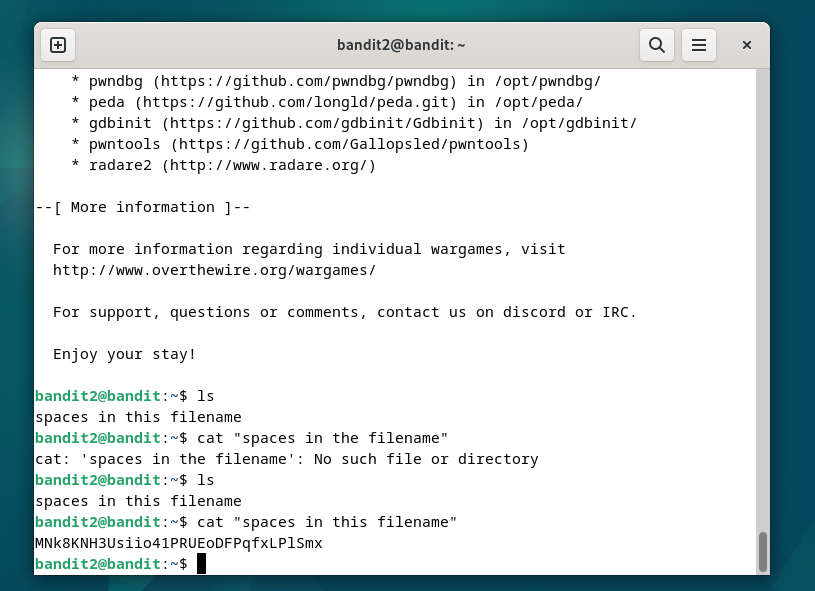 bandit2@bandit: ~
* pwndbg (https://github.com/pwndbg/pwndbg) in /opt/pwndbg/
* peda (https://github.com/longld/peda.git) in /opt/peda/
* gdbinit (https://github.com/gdbinit/Gdbinit) in /opt/gdbinit/
* pwntools (https://github.com/Gallopsled/pwntools)
* radare2 (http://www.radare.org/)
--[ More information ]--
For more information regarding individual wargames, visit
http://www.overthewire.org/wargames/
For support, questions or comments, contact us on discord or IRC.
Enjoy your stay!
bandit2@bandit:~$ ls
spaces in this filename
bandit2@bandit:~$ cat "spaces in the filename"
cat: 'spaces in the filename': No such file or directory
bandit2@bandit:~$ ls
spaces in this filename
bandit2@bandit:~$ cat "spaces in this filename"
MNk8KNH3Usiio41PRUEoDFPqfxLPlSmx
bandit2@bandit:~$